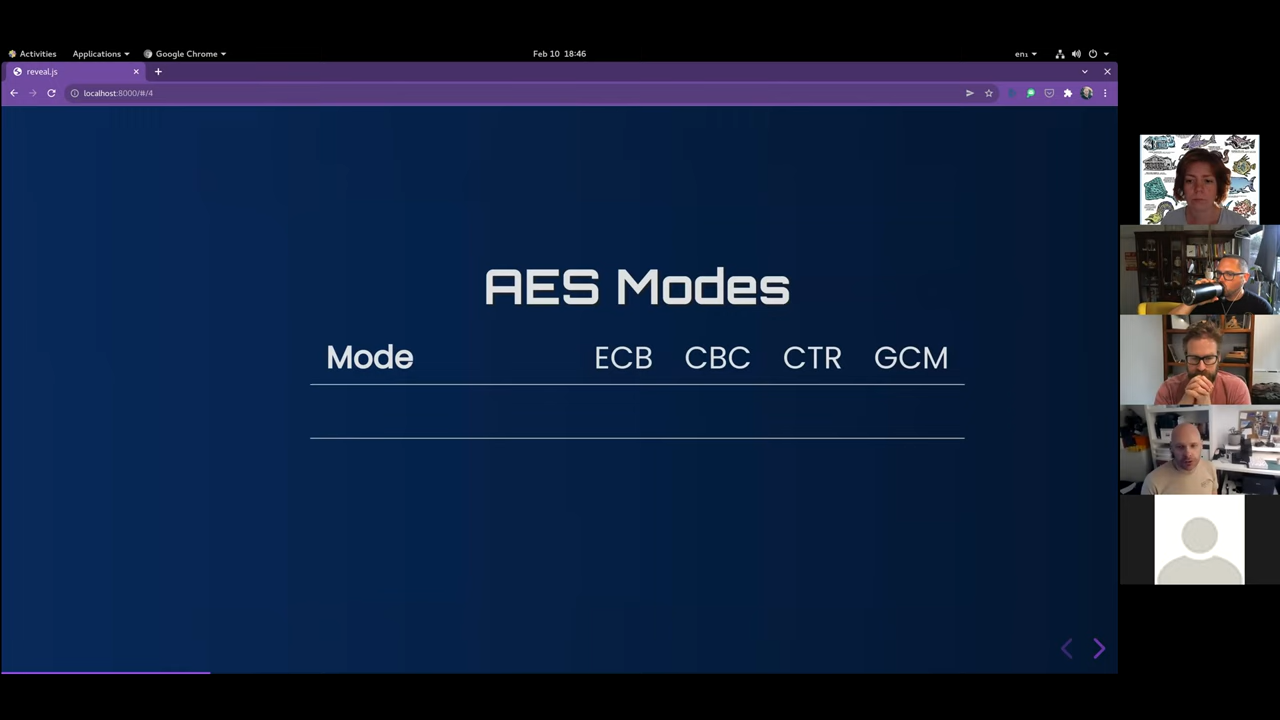 Activities Applications Google Chrome Feb 10 18:46 en₁
reveal.js
localhost:8000/#/4
AES Modes
Mode ECB CBC CTR GCM